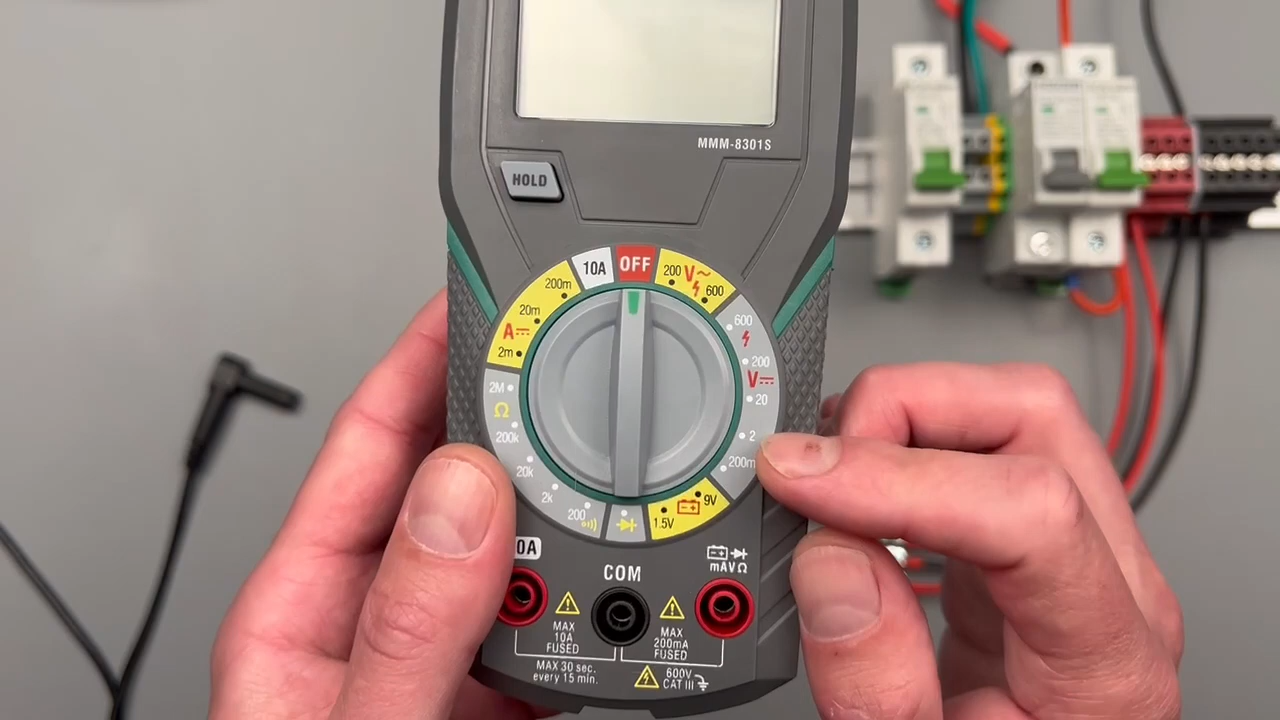 MMM-8301S
HOLD
10A
OFF
200 V~ 600
200m
20m
A
2m
600
200
V
20
2
200m
2M
Ω
200k
20k
2k
200
1.5V
9V
0A
COM
mAVΩ
MAX
10A
FUSED
MAX
200mA
FUSED
MAX 30 sec.
every 15 min.
600V
CAT III